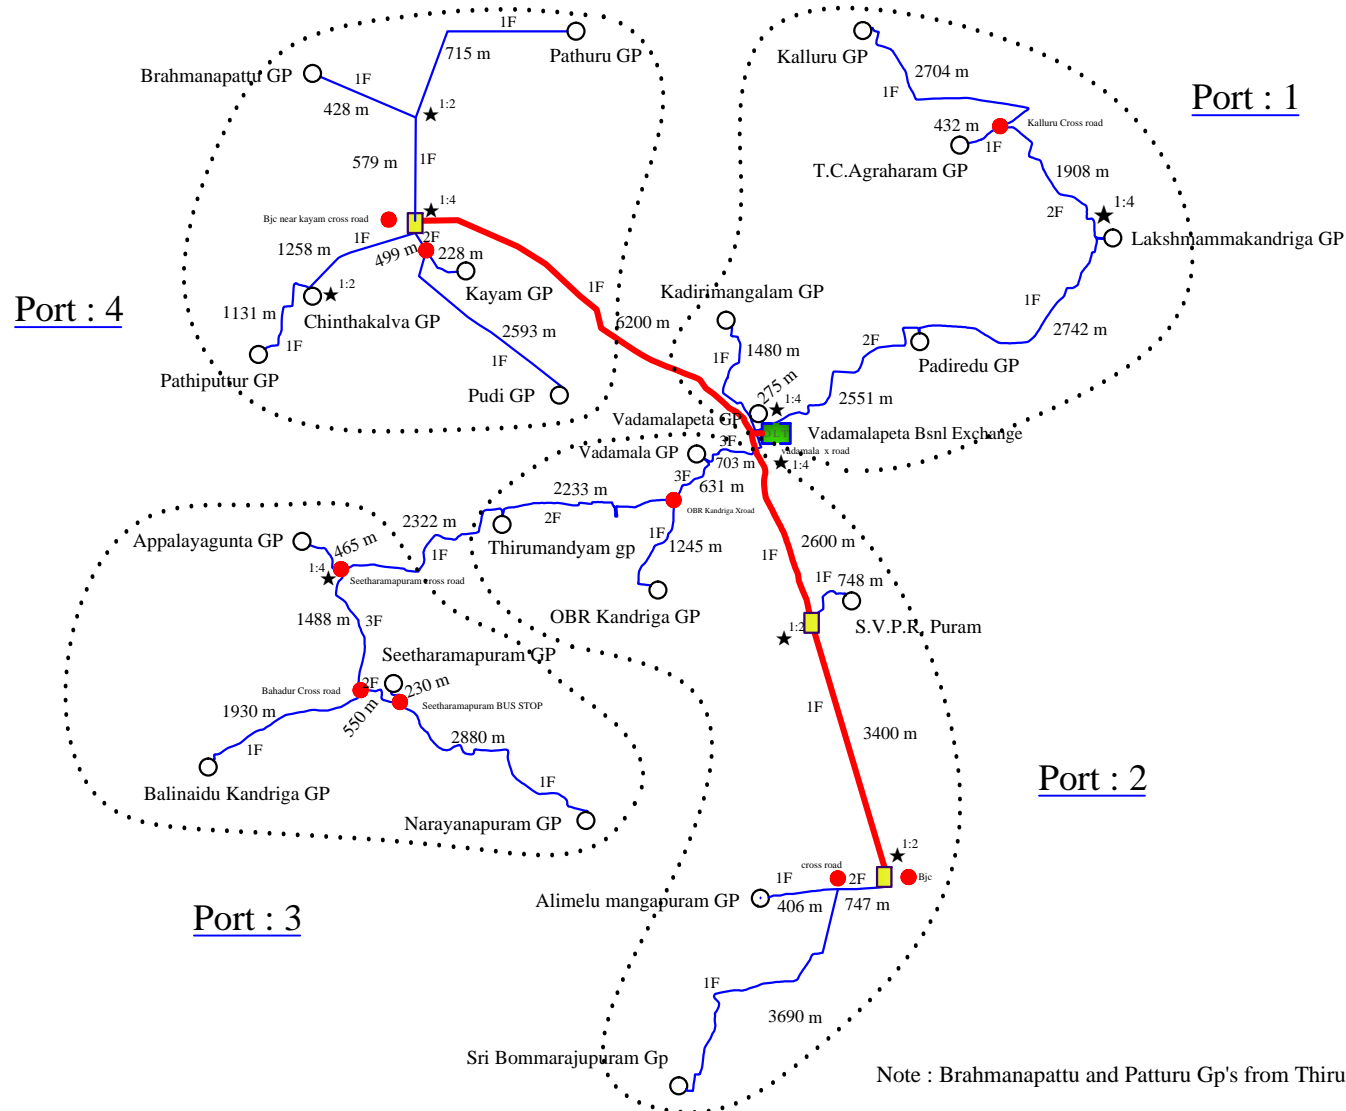 1F
715 m
Pathuru GP
Brahmanapattu GP
1F
428 m
1:2
579 m
1F
1:4
Bjc near kayam cross road
1F
2F
1258 m
499 m
228 m
Kayam GP
1:2
1131 m
Chinthakalva GP
1F
Pathiputtur GP
2593 m
1F
Pudi GP
Port : 4
1F
6200 m
Kalluru GP
2704 m
1F
Port : 1
432 m
Kalluru Cross road
1F
T.C.Agraharam GP
1908 m
1:4
2F
Lakshmammakandriga GP
1F
2742 m
Kadirimangalam GP
1F
1480 m
2F
Padiredu GP
275 m
1:4
2551 m
Vadamalapeta GP
Vadamalapeta Bsnl Exchange
3F
vadamala x road
Vadamala GP
703 m
1:4
3F
631 m
2233 m
OBR Kandriga Xroad
2322 m
2F
1F
Thirumandyam gp
1F
1245 m
OBR Kandriga GP
2600 m
1F
1F
748 m
1:2
S.V.P.R. Puram
Appalayagunta GP
465 m
1:4
Seetharamapuram cross road
1488 m
3F
Seetharamapuram GP
2F
Bahadur Cross road
230 m
550 m
Seetharamapuram BUS STOP
1930 m
1F
2880 m
1F
Balinaidu Kandriga GP
Narayanapuram GP
1F
3400 m
Port : 2
1:2
cross road
1F
2F
Bjc
Alimelu mangapuram GP
406 m
747 m
Port : 3
1F
3690 m
Sri Bommarajupuram Gp
Note : Brahmanapattu and Patturu Gp's from Thiru